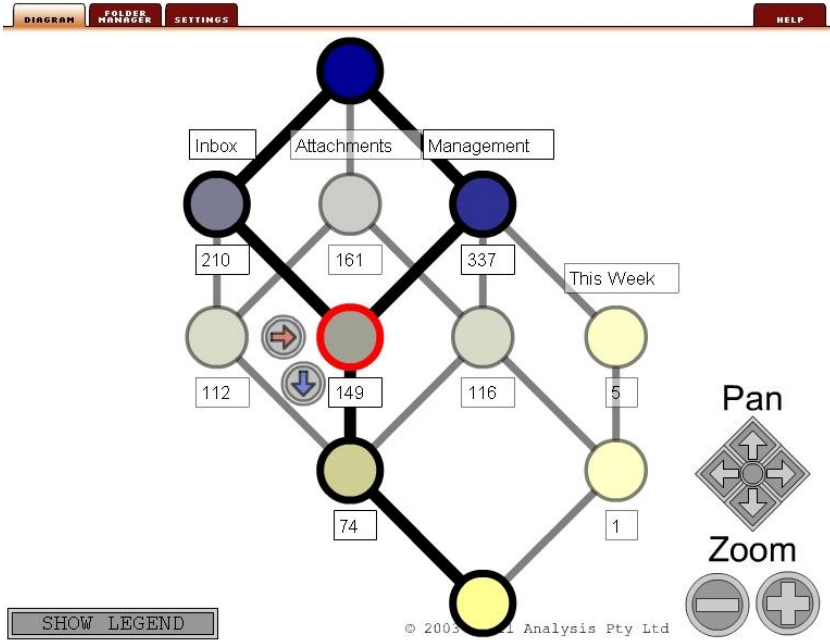 DIAGRAM
FOLDER MANAGER
SETTINGS
HELP
Inbox
Attachments
Management
210
161
337
This Week
112
149
116
5
Pan
74
1
Zoom
SHOW LEGEND
© 2003 Analysis Pty Ltd